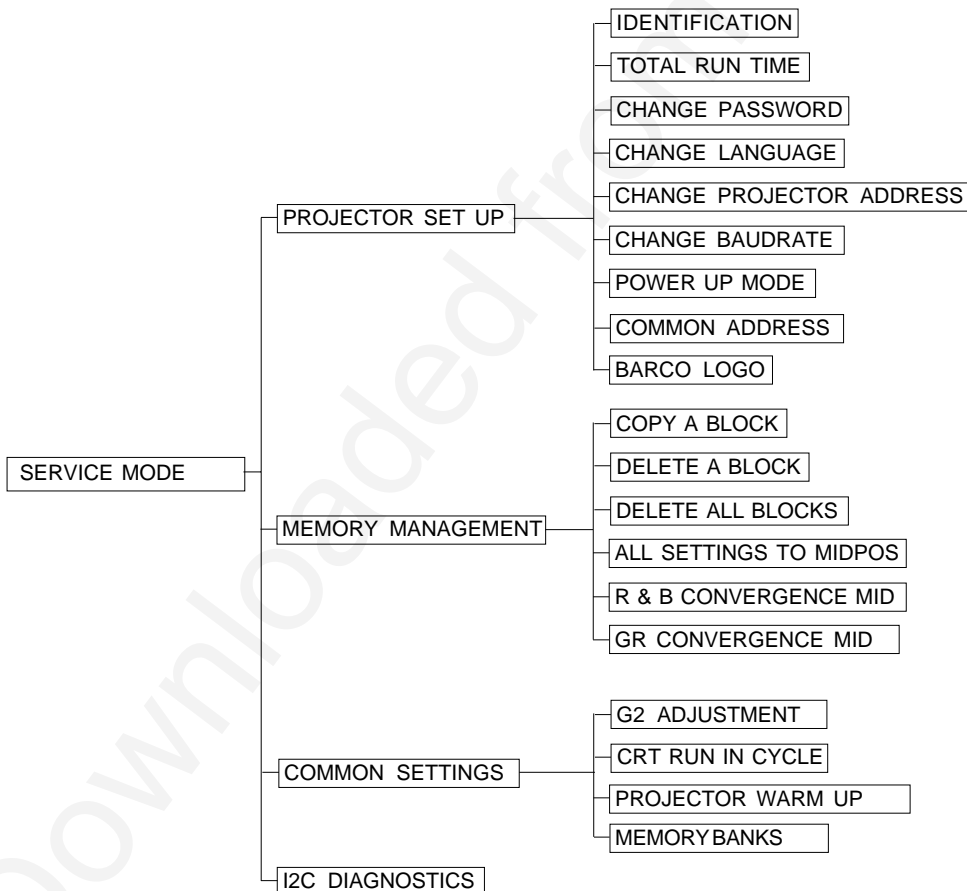 IDENTIFICATION
TOTAL RUN TIME
CHANGE PASSWORD
CHANGE LANGUAGE
CHANGE PROJECTOR ADDRESS
PROJECTOR SET UP
CHANGE BAUDRATE
POWER UP MODE
COMMON ADDRESS
BARCO LOGO
COPY A BLOCK
SERVICE MODE
DELETE A BLOCK
DELETE ALL BLOCKS
MEMORY MANAGEMENT
ALL SETTINGS TO MIDPOS
R & B CONVERGENCE MID
GR CONVERGENCE MID
G2 ADJUSTMENT
CRT RUN IN CYCLE
COMMON SETTINGS
PROJECTOR WARM UP
MEMORY BANKS
I2C DIAGNOSTICS
Downloaded from